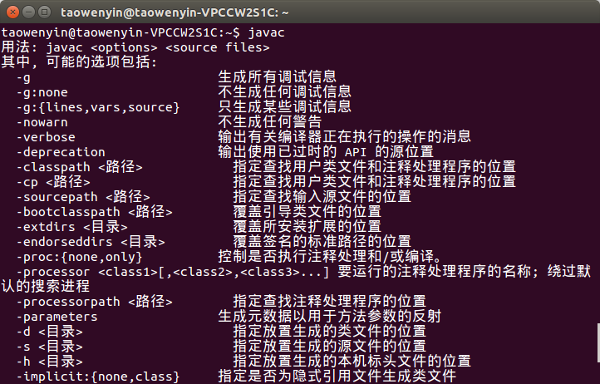 taowenyin@taowenyin-VPCCW2S1C: ~
taowenyin@taowenyin-VPCCW2S1C:~$ javac
用法: javac <options> <source files>
其中, 可能的选项包括:
  -g                         生成所有调试信息
  -g:none                    不生成任何调试信息
  -g:{lines,vars,source}     只生成某些调试信息
  -nowarn                    不生成任何警告
  -verbose                   输出有关编译器正在执行的操作的消息
  -deprecation               输出使用已过时的 API 的源位置
  -classpath <路径>            指定查找用户类文件和注释处理程序的位置
  -cp <路径>                   指定查找用户类文件和注释处理程序的位置
  -sourcepath <路径>           指定查找输入源文件的位置
  -bootclasspath <路径>        覆盖引导类文件的位置
  -extdirs <目录>              覆盖所安装扩展的位置
  -endorseddirs <目录>         覆盖签名的标准路径的位置
  -proc:{none,only}          控制是否执行注释处理和/或编译。
  -processor <class1>[,<class2>,<class3>...] 要运行的注释处理程序的名称; 绕过默
认的搜索进程
  -processorpath <路径>        指定查找注释处理程序的位置
  -parameters                生成元数据以用于方法参数的反射
  -d <目录>                    指定放置生成的类文件的位置
  -s <目录>                    指定放置生成的源文件的位置
  -h <目录>                    指定放置生成的本机标头文件的位置
  -implicit:{none,class}     指定是否为隐式引用文件生成类文件